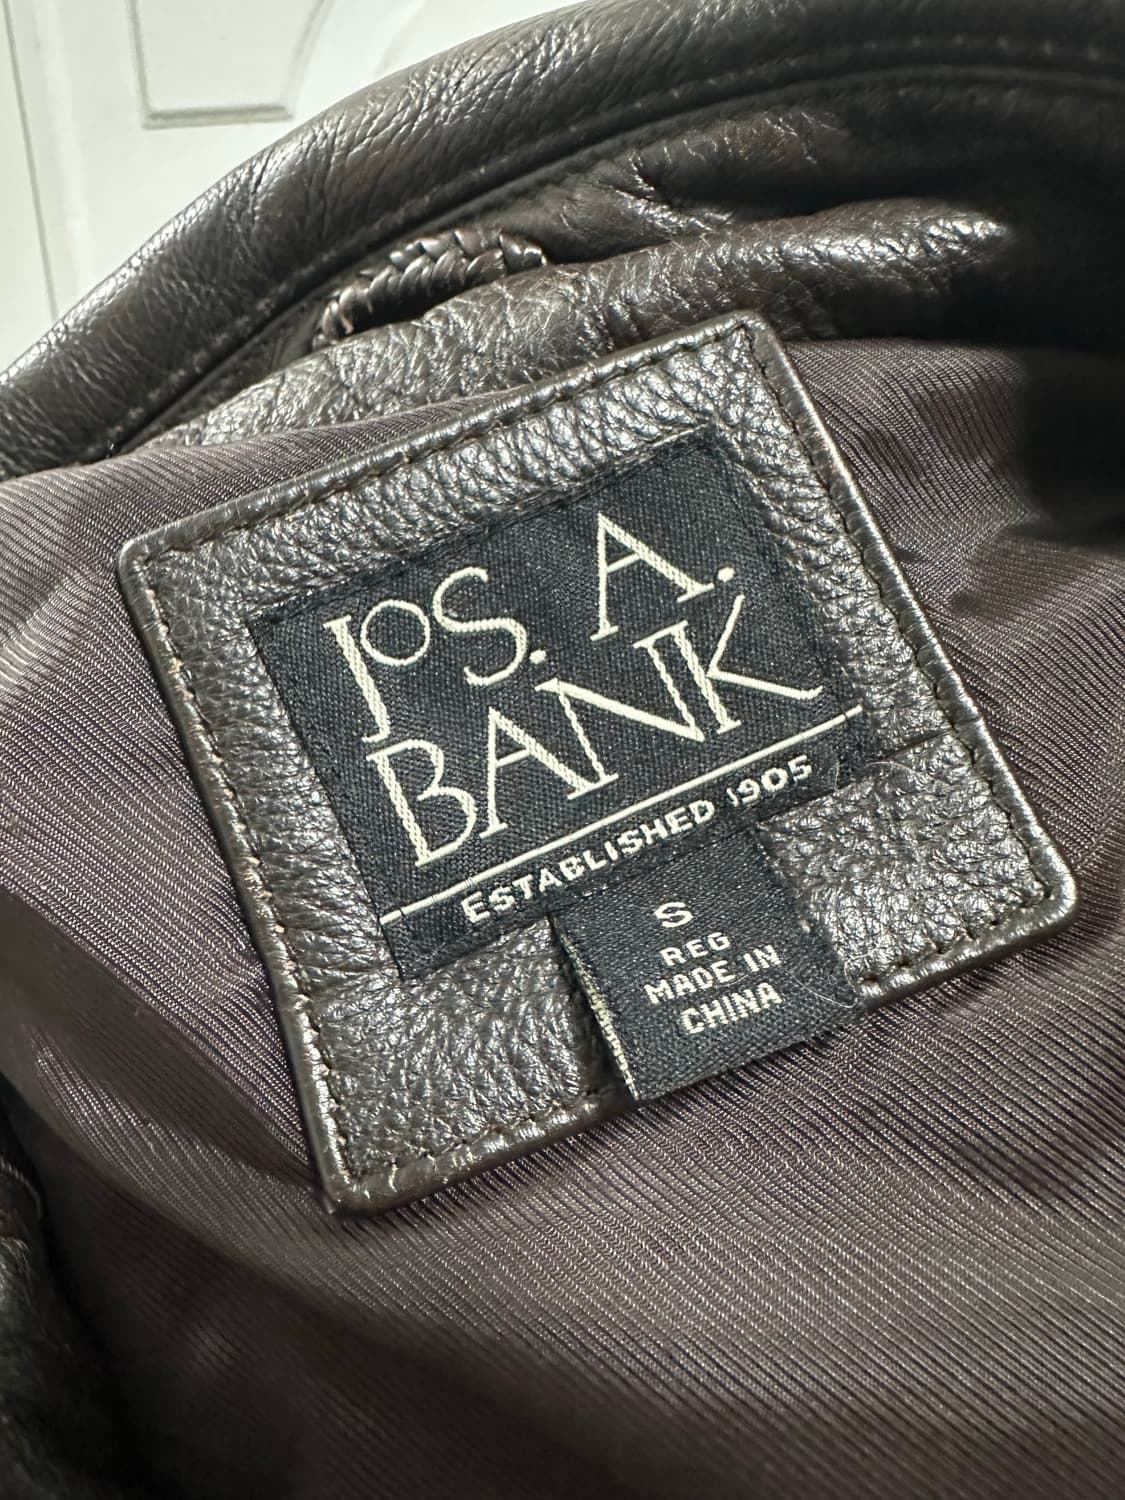 JoS. A.
BANK
ESTABLISHED 1905
S
REG
MADE IN
CHINA